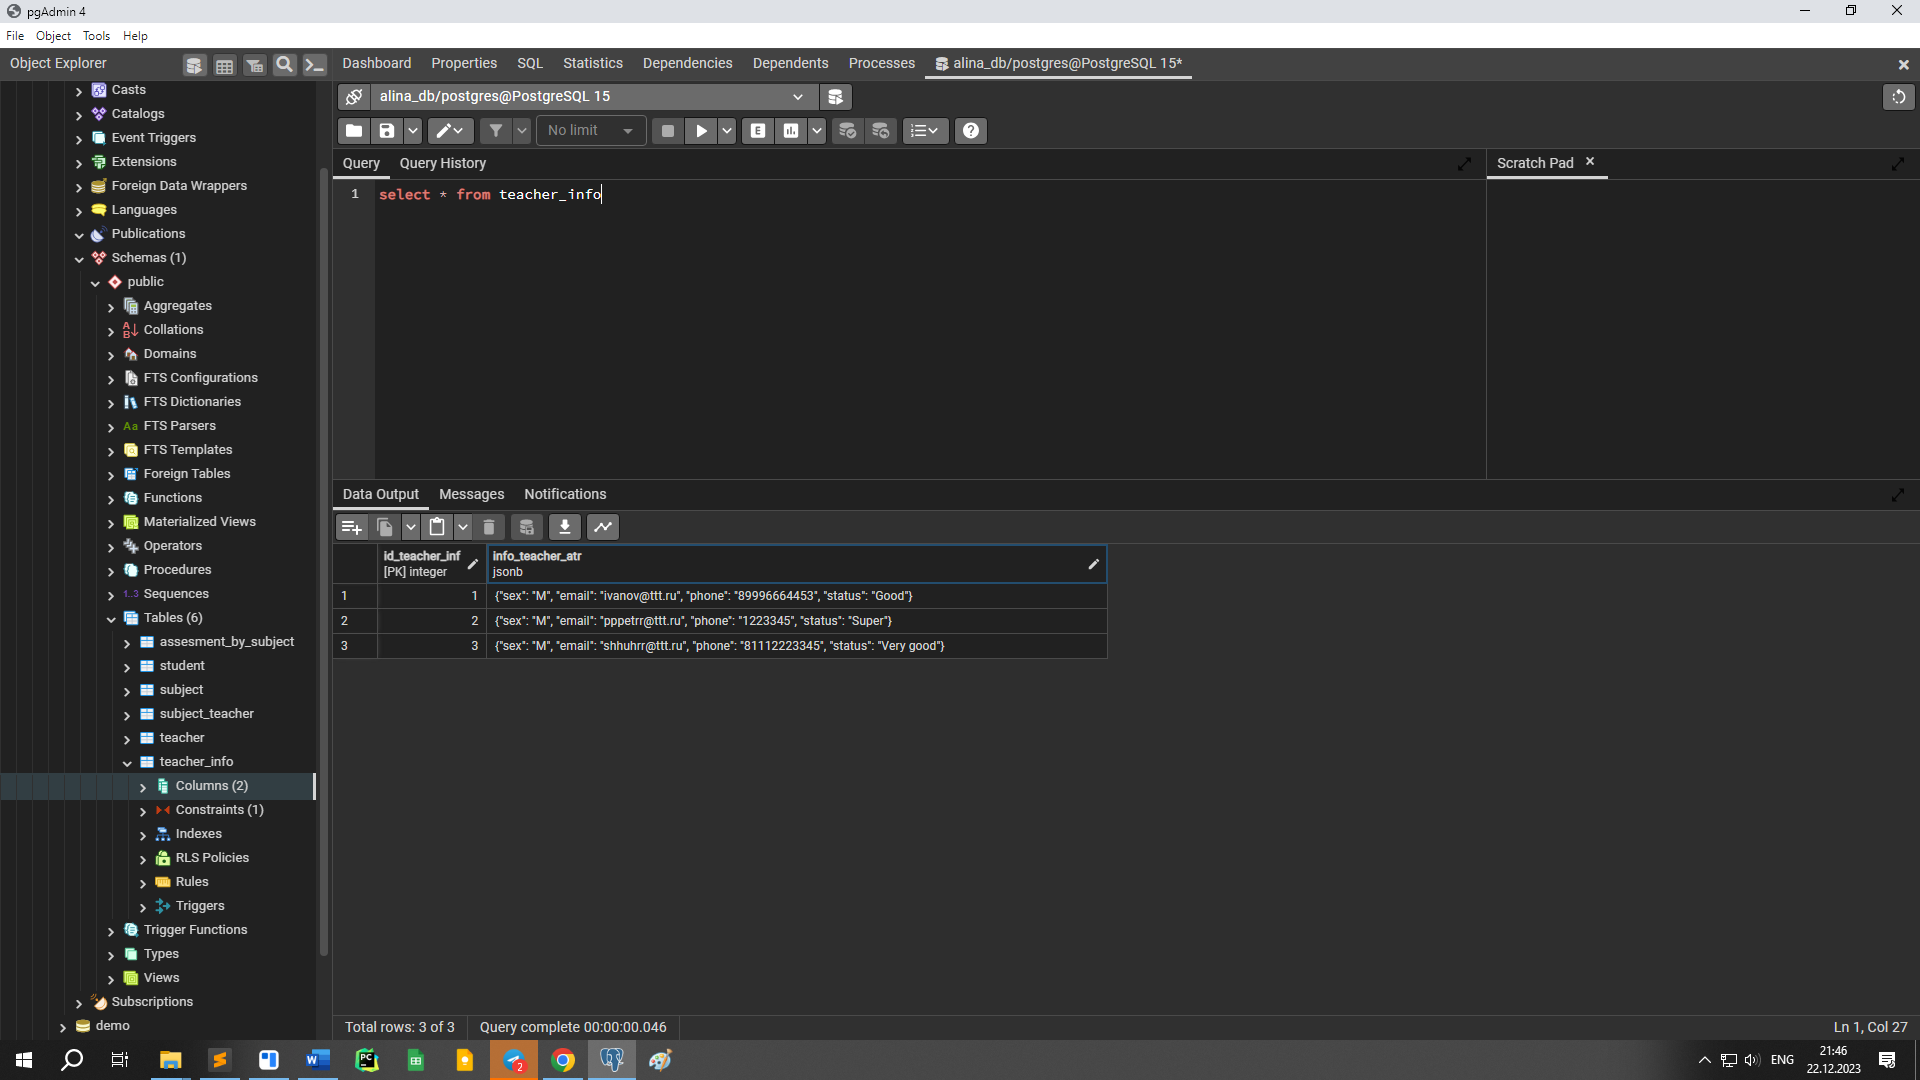 pgAdmin 4
File Object Tools Help
Object Explorer
Dashboard Properties SQL Statistics Dependencies Dependents Processes alina_db/postgres@PostgreSQL 15*
Casts
Catalogs
Event Triggers
Extensions
Foreign Data Wrappers
Languages
Publications
Schemas (1)
public
Aggregates
Collations
Domains
FTS Configurations
FTS Dictionaries
Aa FTS Parsers
FTS Templates
Foreign Tables
Functions
Materialized Views
Operators
Procedures
1..3 Sequences
Tables (6)
assesment_by_subject
student
subject
subject_teacher
teacher
teacher_info
Columns (2)
Constraints (1)
Indexes
RLS Policies
Rules
Triggers
Trigger Functions
Types
Views
Subscriptions
demo
alina_db/postgres@PostgreSQL 15
No limit
E
Query Query History
Scratch Pad
1 select * from teacher_info
Data Output Messages Notifications
id_teacher_inf
[PK] integer
info_teacher_atr
jsonb
1 1 {"sex": "M", "email": "ivanov@ttt.ru", "phone": "89996664453", "status": "Good"}
2 2 {"sex": "M", "email": "pppetrr@ttt.ru", "phone": "1223345", "status": "Super"}
3 3 {"sex": "M", "email": "shhuhrr@ttt.ru", "phone": "81112223345", "status": "Very good"}
Total rows: 3 of 3 Query complete 00:00:00.046
Ln 1, Col 27
W
PC
2
ENG
21:46
22.12.2023